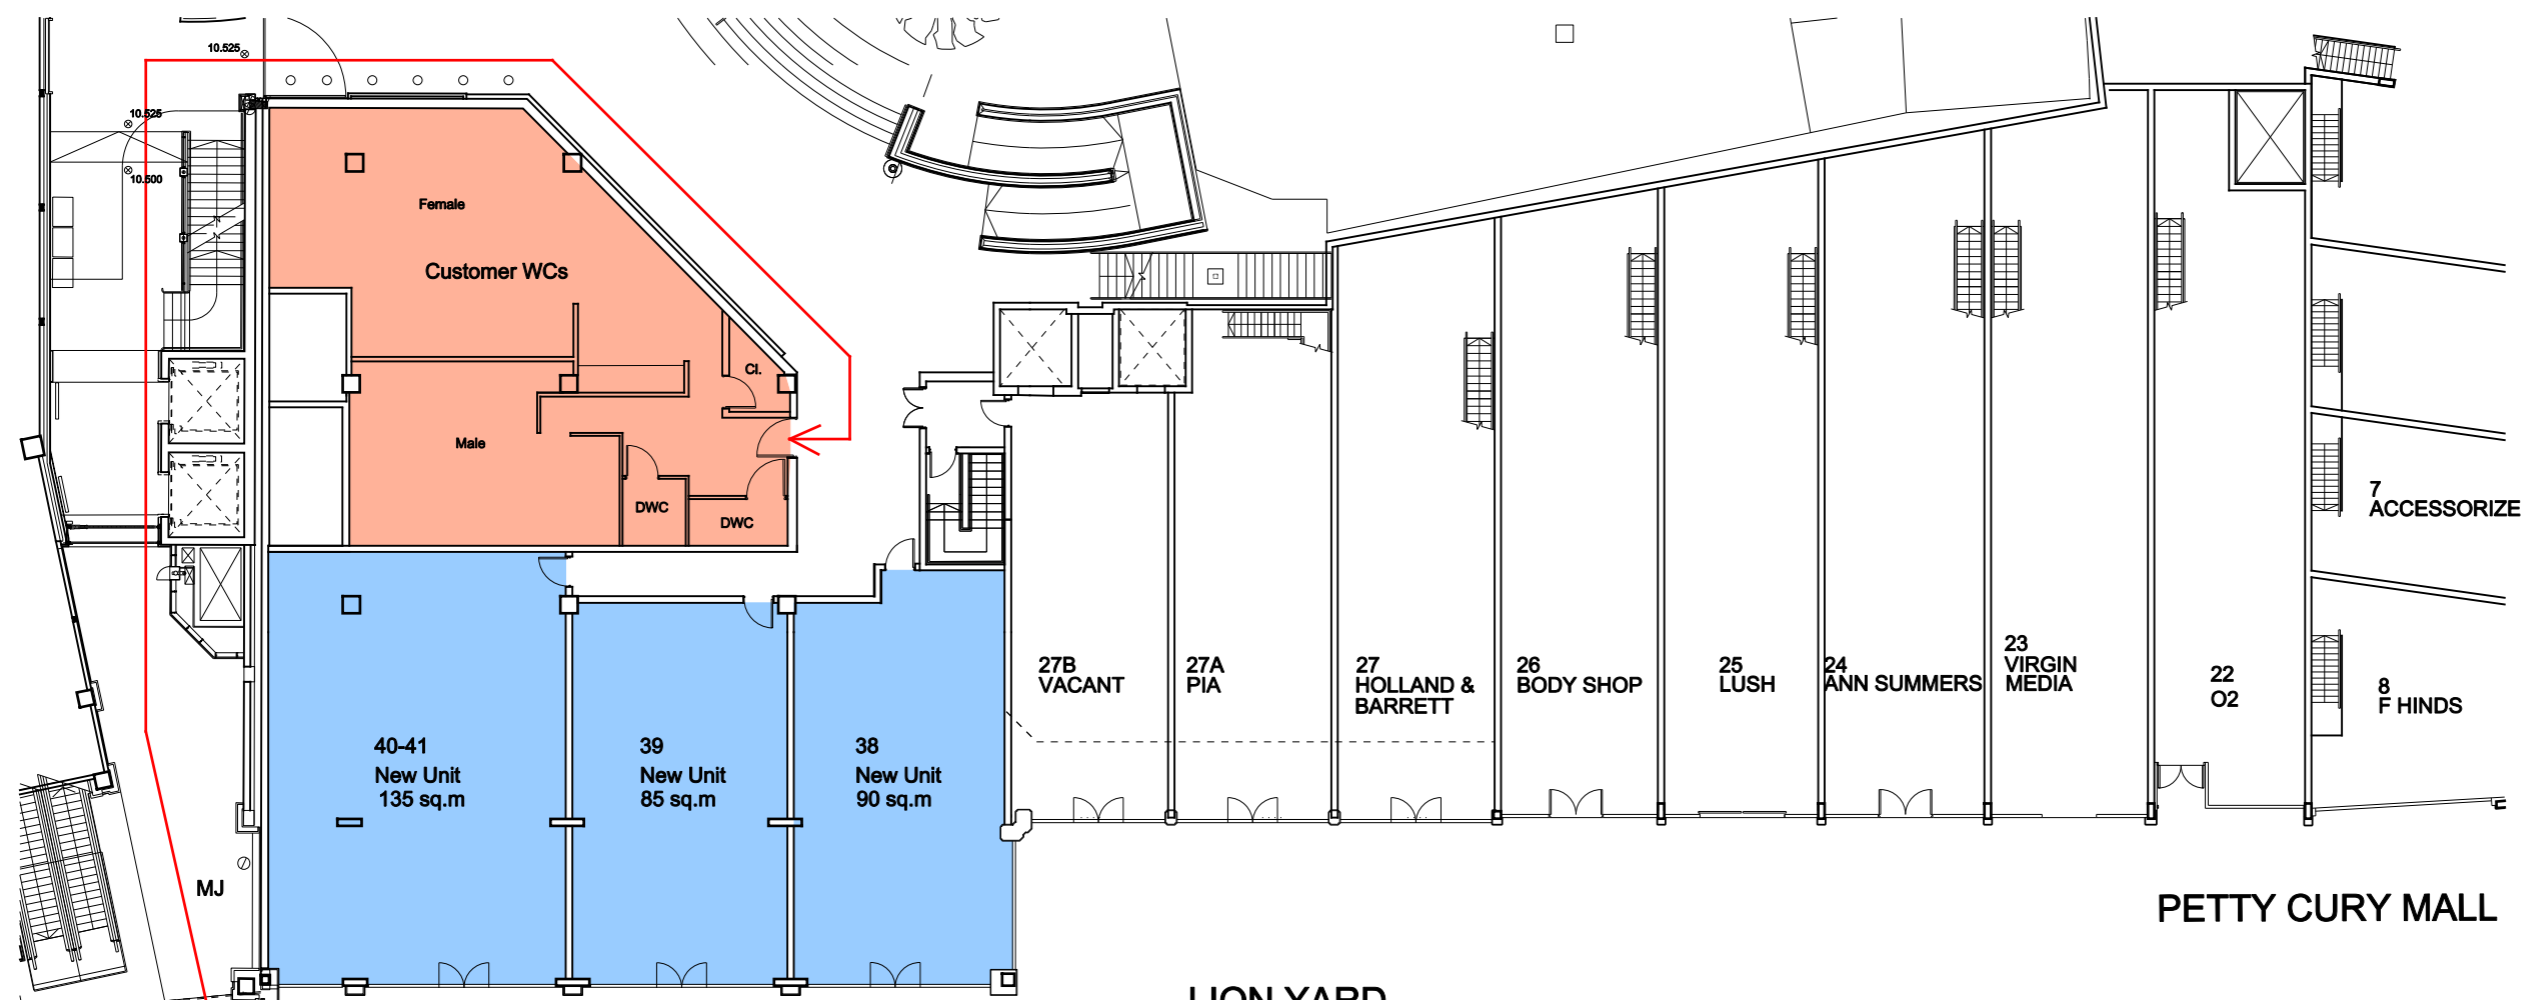 10.525
10.525
10.500
Female
Customer WCs
Cl.
Male
DWC
DWC
7
ACCESSORIZE
27B
VACANT
27A
PIA
27
HOLLAND &
BARRETT
26
BODY SHOP
25
LUSH
24
ANN SUMMERS
23
VIRGIN
MEDIA
22
O2
8
F HINDS
40-41
New Unit
135 sq.m
39
New Unit
85 sq.m
38
New Unit
90 sq.m
MJ
PETTY CURY MALL
LION YARD